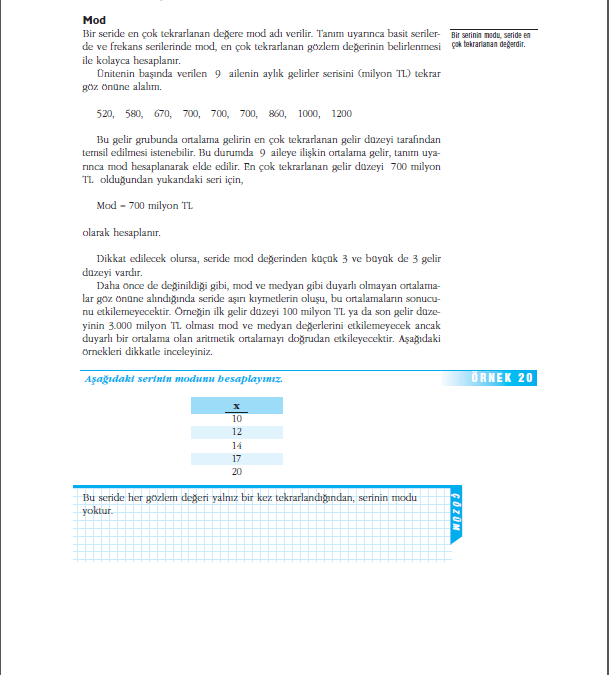 Mod
Bir seride en çok tekrarlanan değere mod adı verilir. Tanım uyarınca basit seriler-
de ve frekans serilerinde mod, en çok tekrarlanan gözlem değerinin belirlenmesi
ile kolayca hesaplanır.
Bir serinin modu, seride en
çok tekrarlanan değerdir.
Ünitenin başında verilen 9 ailenin aylık gelirler serisini (milyon TL) tekrar
göz önüne alalım.
520, 580, 670, 700, 700, 700, 860, 1000, 1200
Bu gelir grubunda ortalama gelirin en çok tekrarlanan gelir düzeyi tarafından
temsil edilmesi istenebilir. Bu durumda 9 aileye ilişkin ortalama gelir, tanım uya-
rınca mod hesaplanarak elde edilir. En çok tekrarlanan gelir düzeyi 700 milyon
TL olduğundan yukarıdaki seri için,
Mod = 700 milyon TL
olarak hesaplanır.
Dikkat edilecek olursa, seride mod değerinden küçük 3 ve büyük de 3 gelir
düzeyi vardır.
Daha önce de değinildiği gibi, mod ve medyan gibi duyarlı olmayan ortalama-
lar göz önüne alındığında seride aşırı kıymetlerin oluşu, bu ortalamaların sonucu-
nu etkilemeyecektir. Örneğin ilk gelir düzeyi 100 milyon TL ya da son gelir düze-
yinin 3.000 milyon TL olması mod ve medyan değerlerini etkilemeyecek ancak
duyarlı bir ortalama olan aritmetik ortalamayı doğrudan etkileyecektir. Aşağıdaki
örnekleri dikkatle inceleyiniz.
Aşağıdaki serinin modunu hesaplayınız.
ÖRNEK 20
x
10
12
14
17
20
Bu seride her gözlem değeri yalnız bir kez tekrarlandığından, serinin modu
yoktur.
ÇÖZÜM